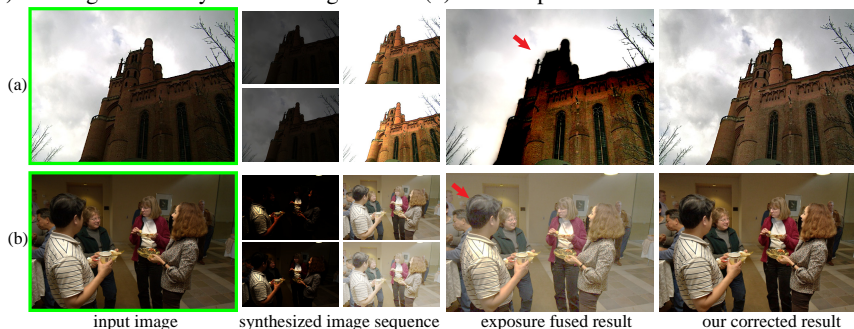 (a)
(b)
input image
synthesized image sequence
exposure fused result
our corrected result